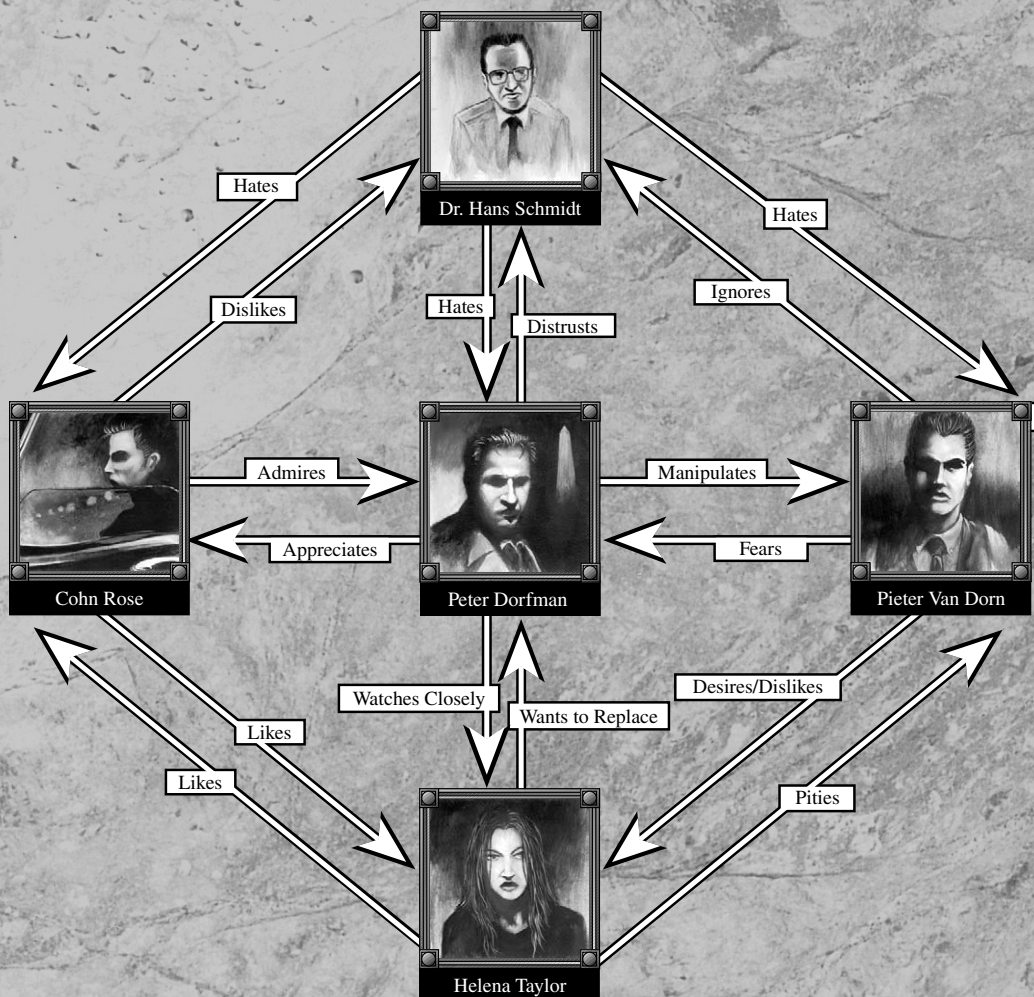 Dr. Hans Schmidt
Hates
Hates
Dislikes
Hates
Distrusts
Ignores
Admires
Manipulates
Appreciates
Fears
Cohn Rose
Peter Dorfman
Pieter Van Dorn
Watches Closely
Wants to Replace
Desires/Dislikes
Likes
Likes
Pities
Helena Taylor